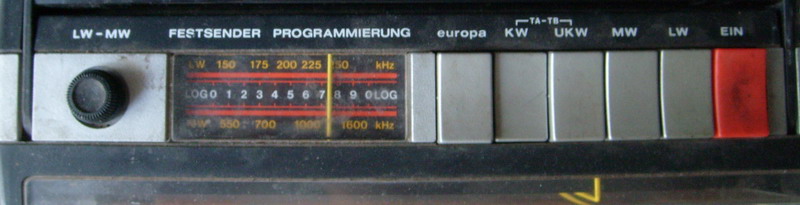 LW-MW FESTSENDER PROGRAMMIERUNG europa TA-TB KW UKW MW LW EIN
LW 150 175 200 225 250 kHz
LOG 0 1 2 3 4 5 6 7 8 9 0 LOG
MW 550 700 1000 1600 kHz